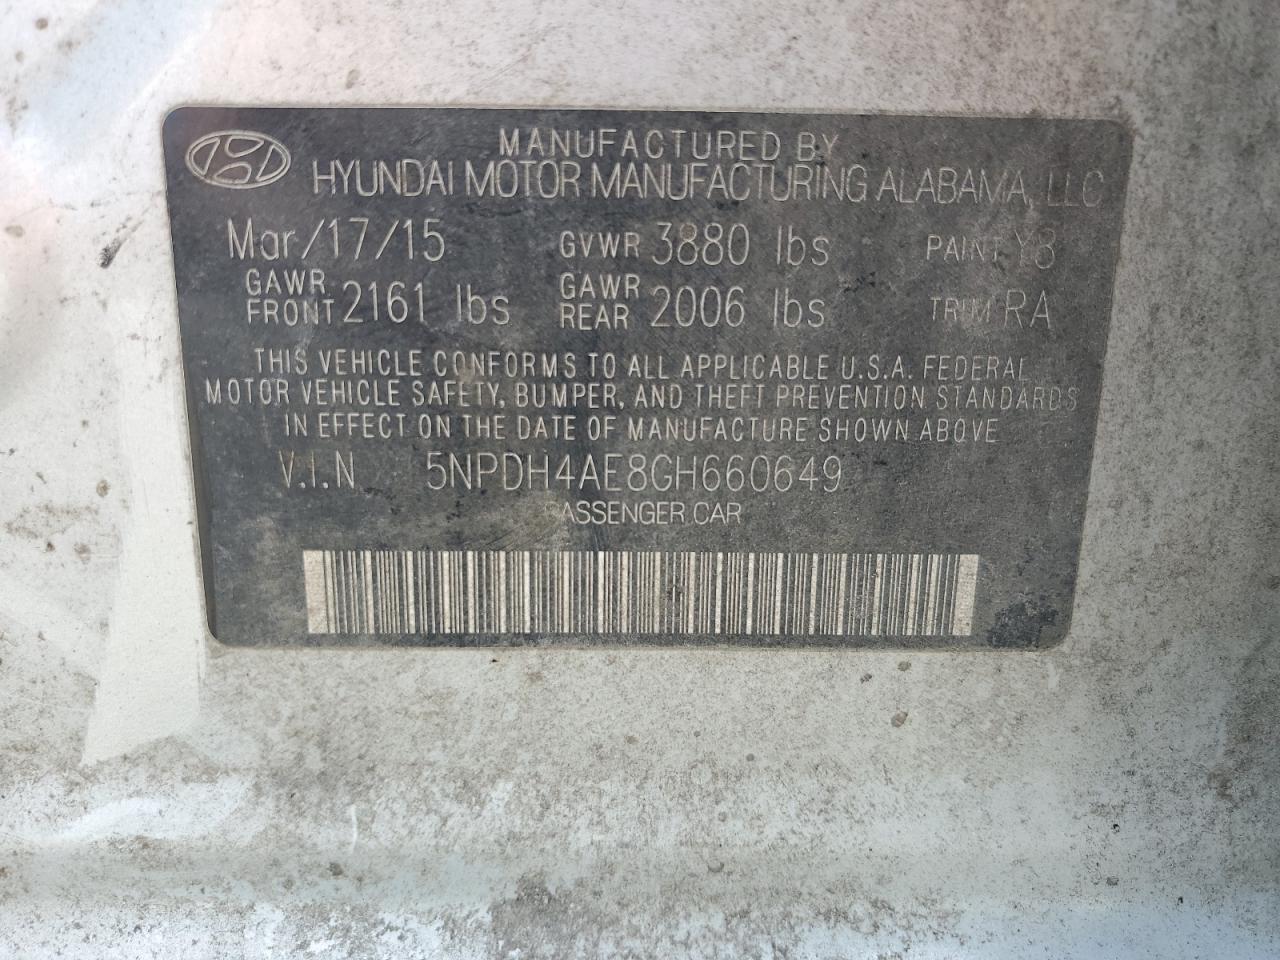 MANUFACTURED BY
HYUNDAI MOTOR MANUFACTURING ALABAMA, LLC
Mar/17/15 GVWR 3880 lbs PAINT Y8
GAWR FRONT 2161 lbs GAWR REAR 2006 lbs TRIM RA
THIS VEHICLE CONFORMS TO ALL APPLICABLE U.S.A. FEDERAL
MOTOR VEHICLE SAFETY, BUMPER, AND THEFT PREVENTION STANDARDS
IN EFFECT ON THE DATE OF MANUFACTURE SHOWN ABOVE
V.I.N 5NPDH4AE8GH660649
PASSENGER CAR